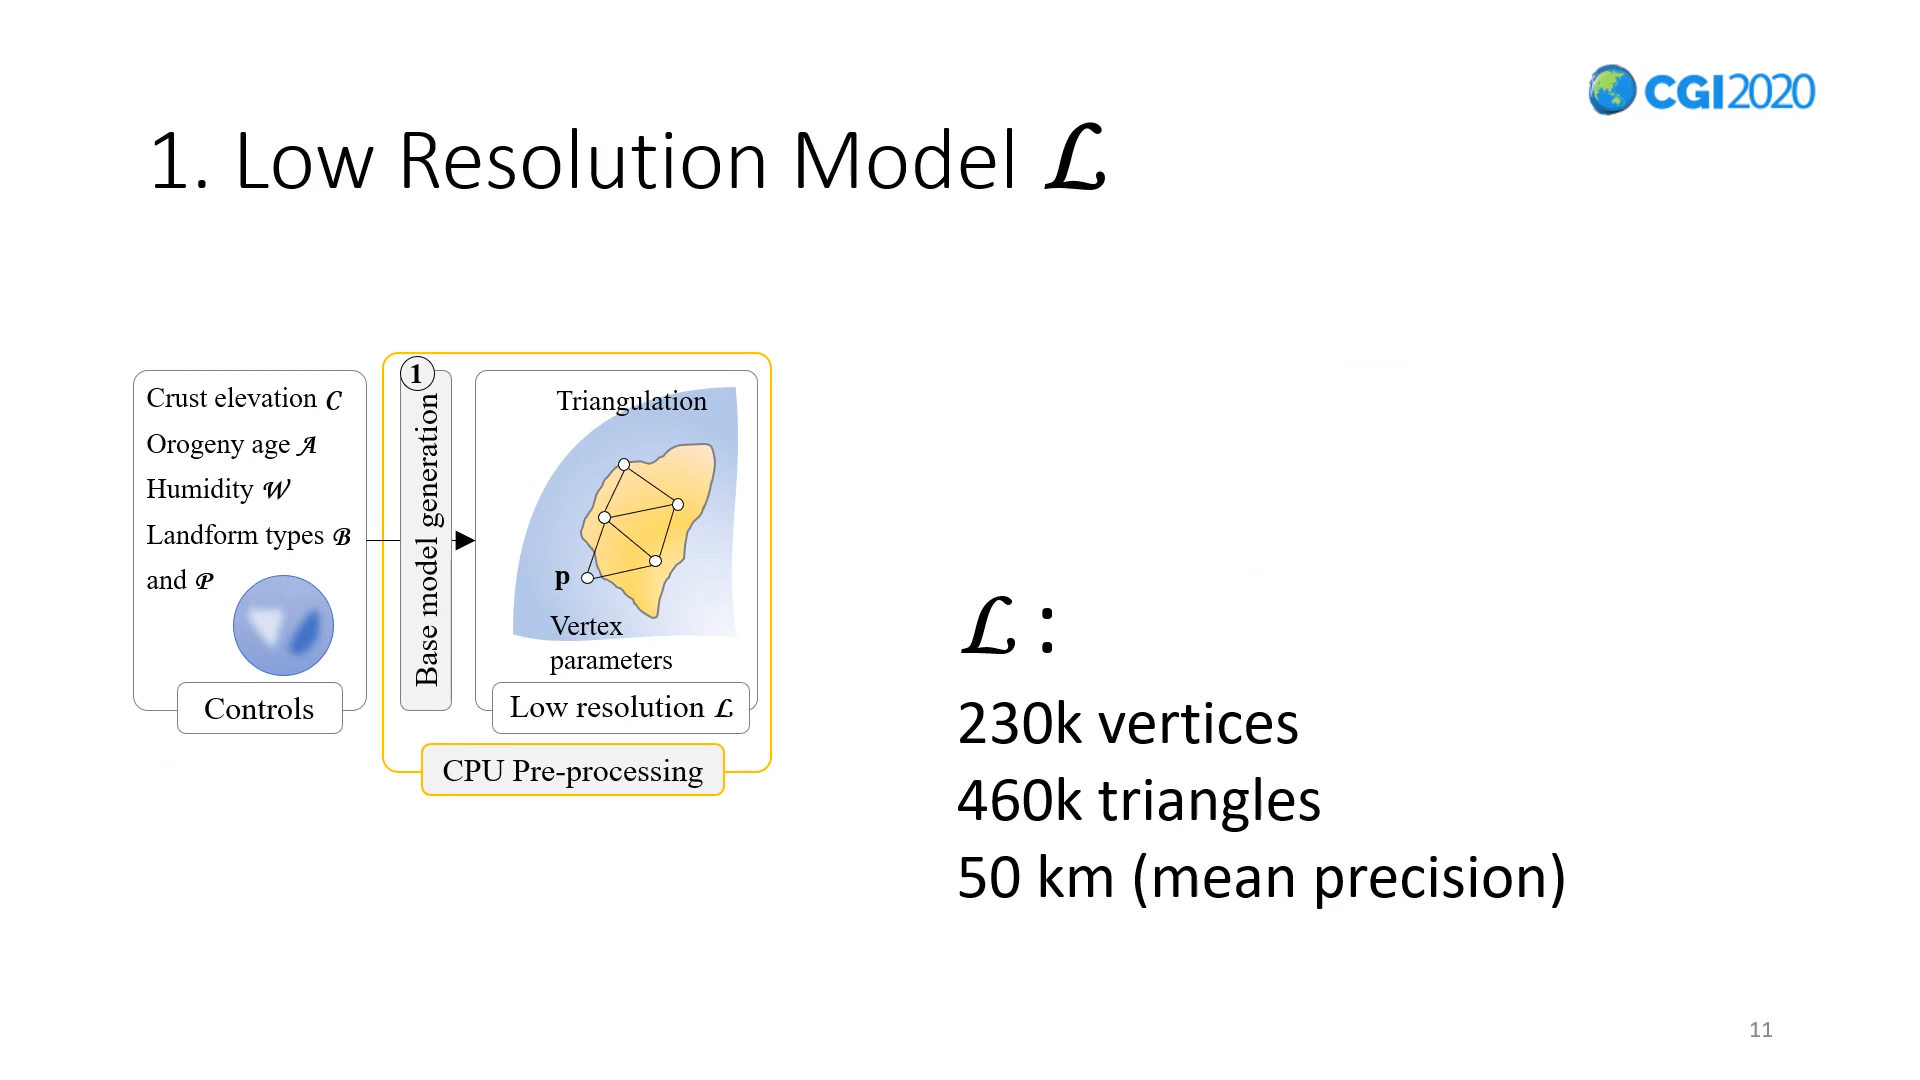 CGI2020
1. Low Resolution Model ℒ
Crust elevation 𝒞
Orogeny age 𝒜
Humidity 𝒲
Landform types ℬ
and 𝒫
Controls
1
Base model generation
Triangulation
p
Vertex
parameters
Low resolution ℒ
CPU Pre-processing
ℒ :
230k vertices
460k triangles
50 km (mean precision)
11